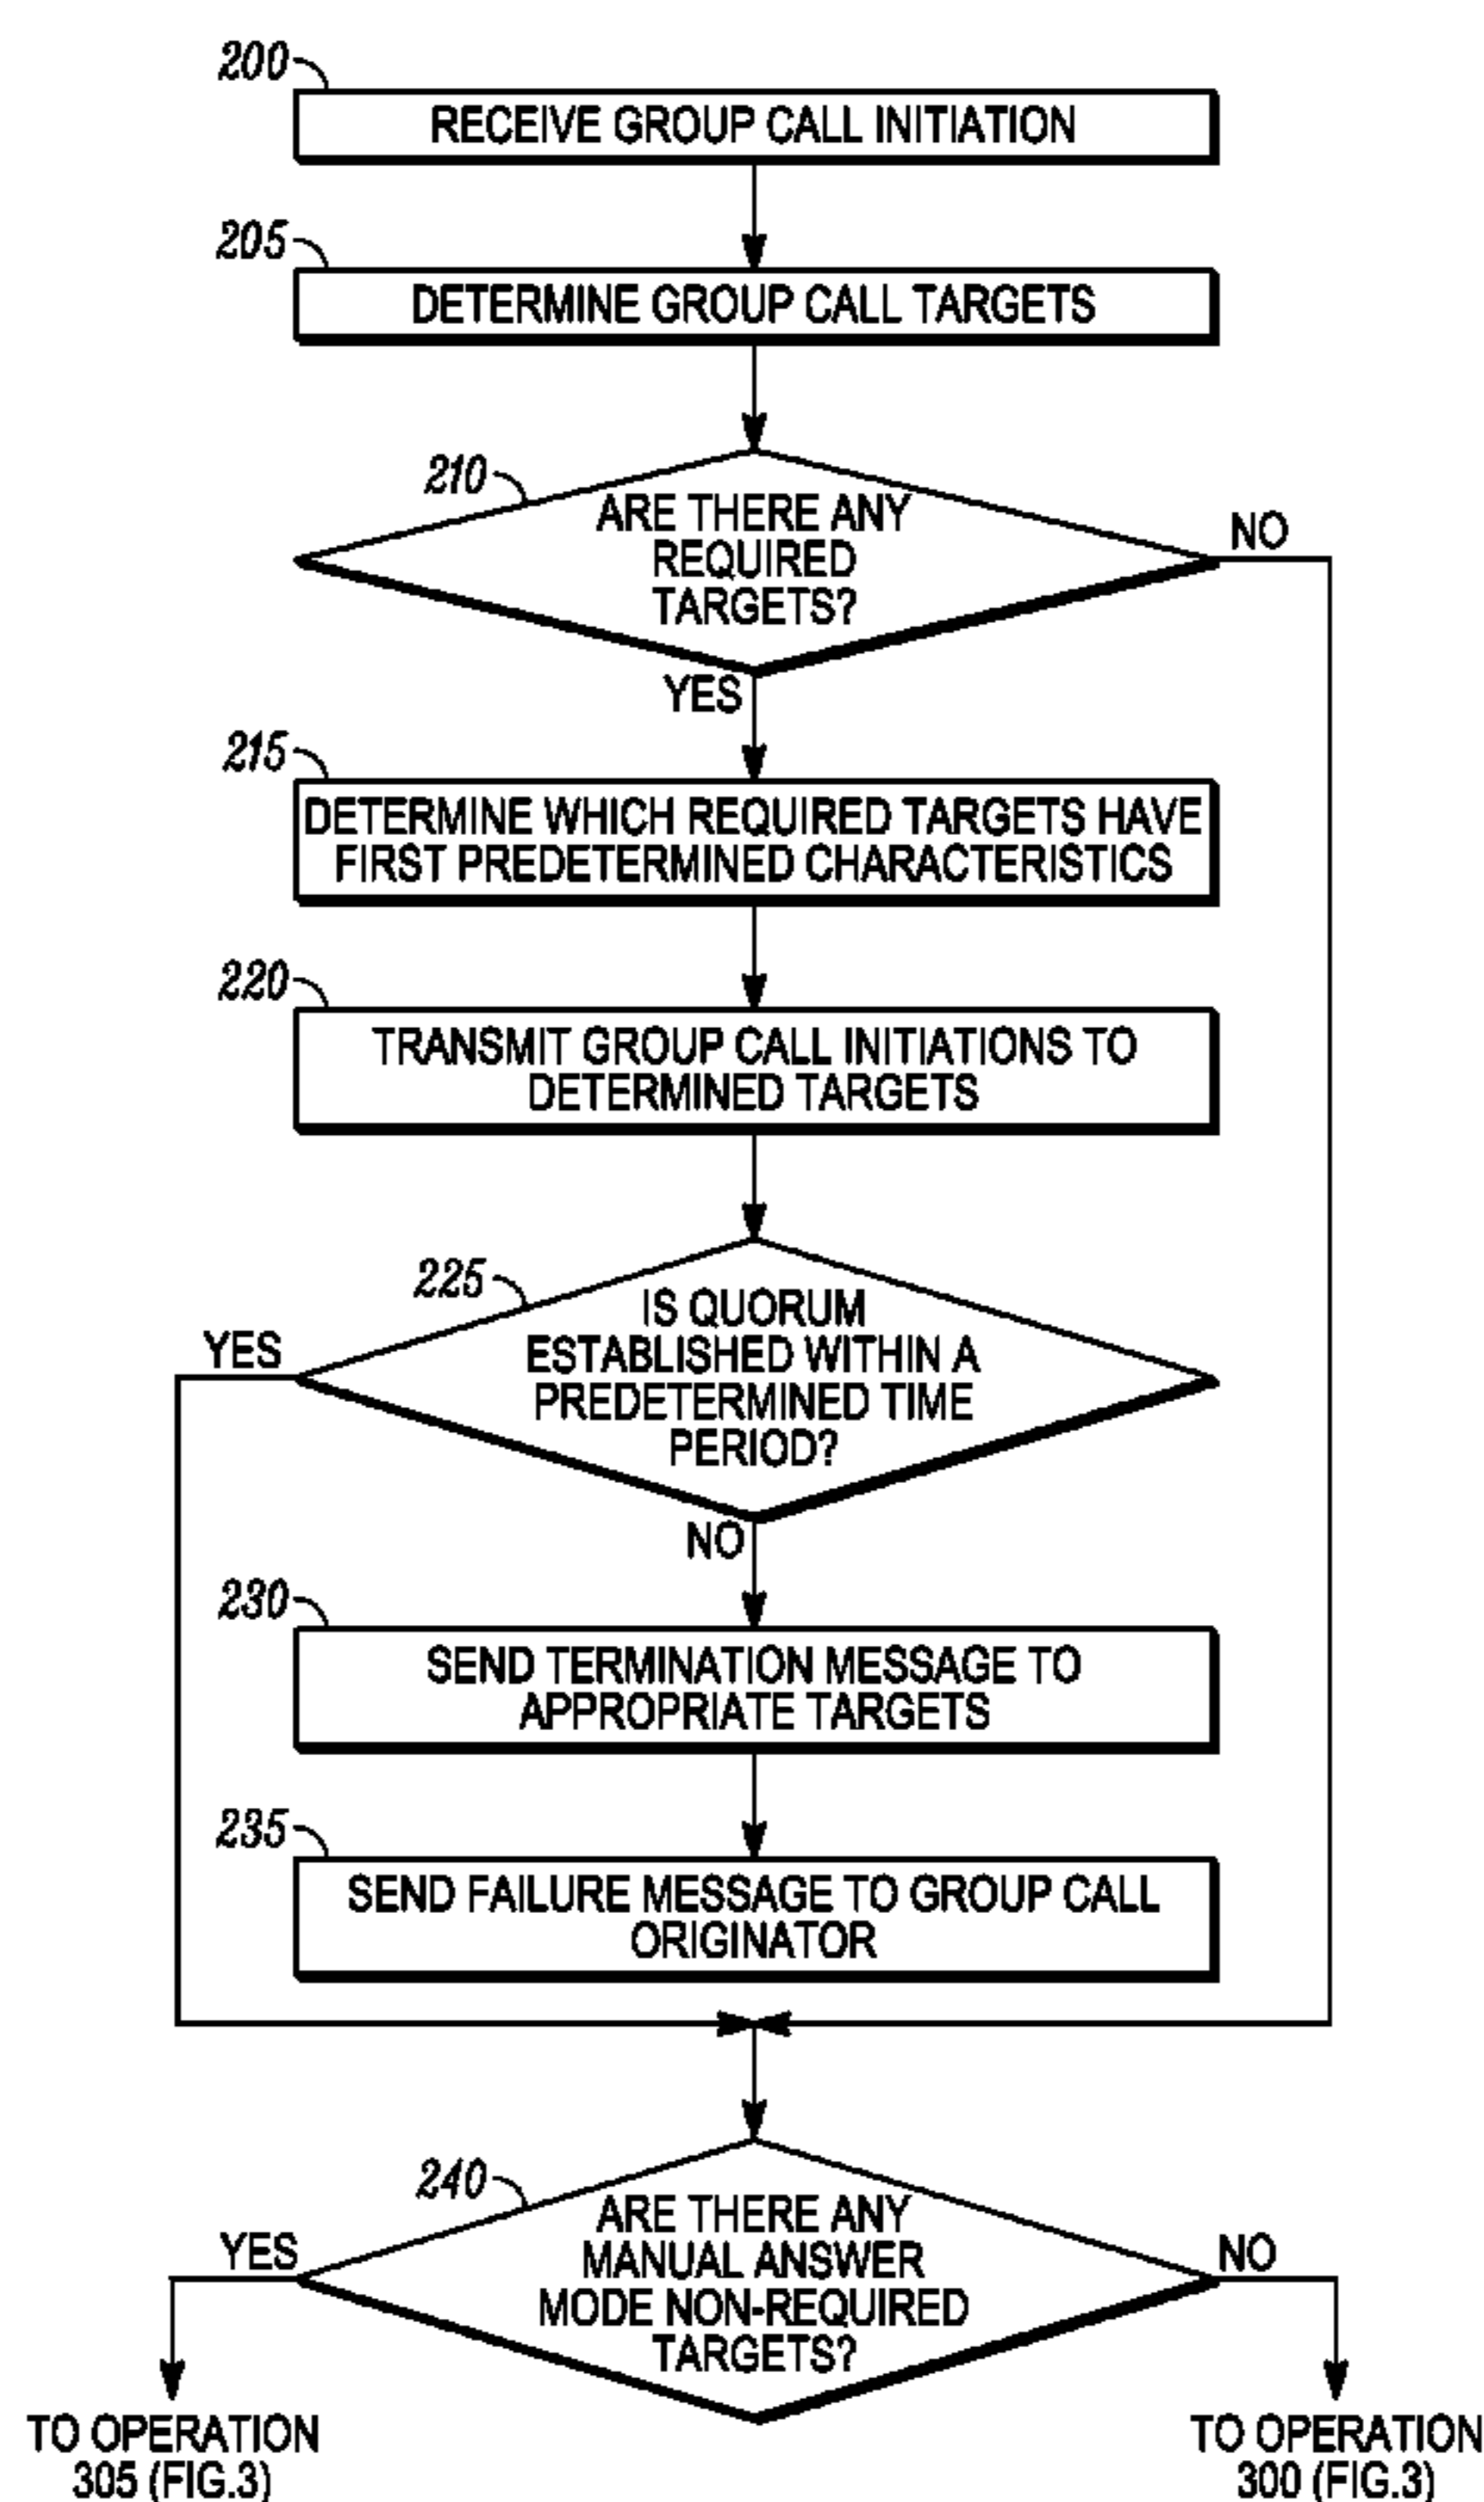 200
RECEIVE GROUP CALL INITIATION
205
DETERMINE GROUP CALL TARGETS
210
ARE THERE ANY
REQUIRED
TARGETS?
NO
YES
215
DETERMINE WHICH REQUIRED TARGETS HAVE
FIRST PREDETERMINED CHARACTERISTICS
220
TRANSMIT GROUP CALL INITIATIONS TO
DETERMINED TARGETS
225
IS QUORUM
ESTABLISHED WITHIN A
PREDETERMINED TIME
PERIOD?
YES
NO
230
SEND TERMINATION MESSAGE TO
APPROPRIATE TARGETS
235
SEND FAILURE MESSAGE TO GROUP CALL
ORIGINATOR
240
ARE THERE ANY
MANUAL ANSWER
MODE NON-REQUIRED
TARGETS?
YES
NO
TO OPERATION
305 (FIG.3)
TO OPERATION
300 (FIG.3)